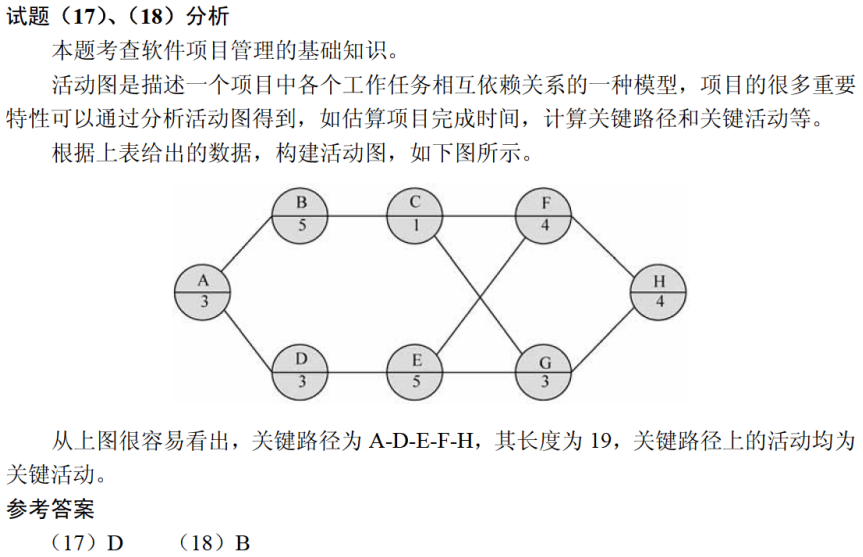 试题（17）、（18）分析
本题考查软件项目管理的基础知识。
活动图是描述一个项目中各个工作任务相互依赖关系的一种模型，项目的很多重要
特性可以通过分析活动图得到，如估算项目完成时间，计算关键路径和关键活动等。
根据上表给出的数据，构建活动图，如下图所示。
B
5
C
1
F
4
A
3
H
4
D
3
E
5
G
3
从上图很容易看出，关键路径为 A-D-E-F-H，其长度为 19，关键路径上的活动均为
关键活动。
参考答案
（17）D （18）B